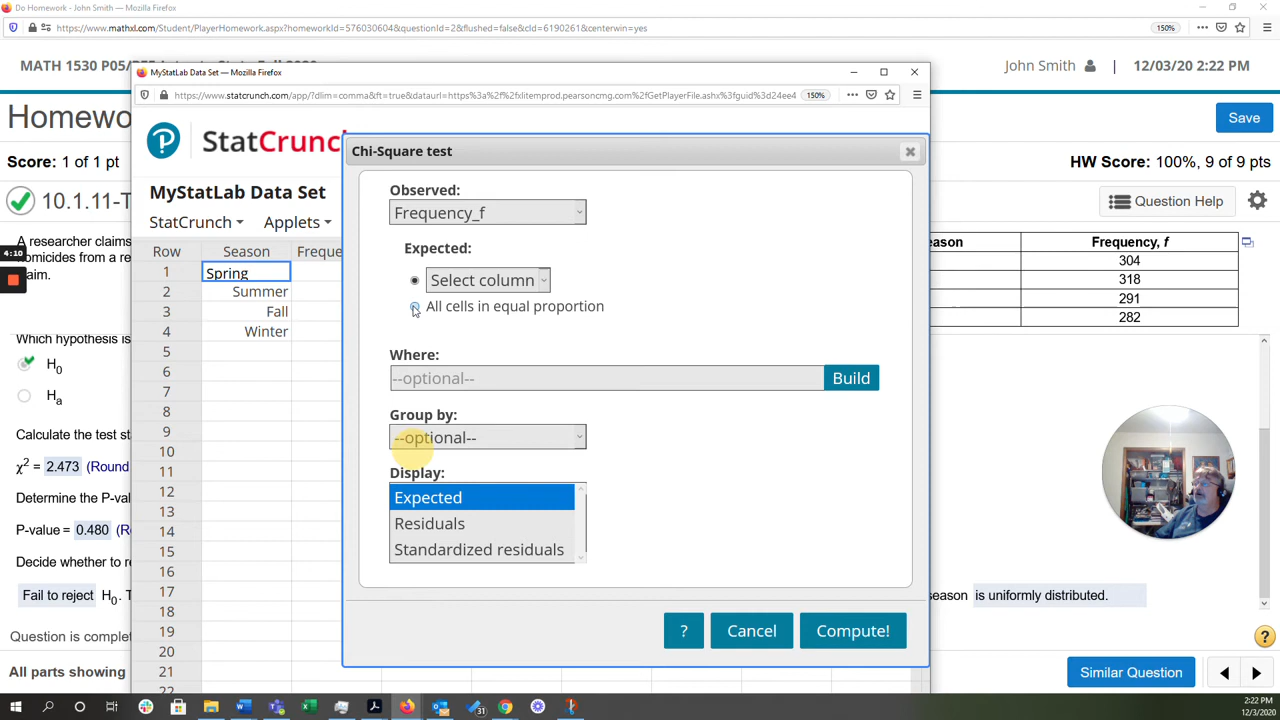 Do Homework - John Smith — Mozilla Firefox
https://www.mathxl.com/Student/PlayerHomework.aspx?homeworkId=576030604&questionId=2&flushed=false&cId=6190261&centerwin=yes
150%
MATH 1530 P05/
John Smith | 12/03/20 2:22 PM
MyStatLab Data Set — Mozilla Firefox
https://www.statcrunch.com/app/?dlim=comma&ft=true&dataurl=https%3a%2f%2fxlitemprod.pearsoncmg.com%2fGetPlayerFile.ashx%3fguid%3d24ee4
150%
Homewo
Save
StatCrunc
Score: 1 of 1 pt
HW Score: 100%, 9 of 9 pts
Chi-Square test
MyStatLab Data Set
10.1.11-T
Question Help
StatCrunch
Applets
Observed:
Frequency_f
A researcher claims
omicides from a re
aim.
4:10
eason
Frequency, f
304
318
291
282
Row
Season
Freque
1
Spring
2
Summer
3
Fall
4
Winter
5
6
7
8
9
10
11
12
13
14
15
16
17
18
19
20
21
22
Expected:
Select column
All cells in equal proportion
Where:
--optional--
Build
Group by:
--optional--
Display:
Expected
Residuals
Standardized residuals
?
Cancel
Compute!
Which hypothesis is
H0
Ha
Calculate the test st
χ2 = 2.473 (Round
Determine the P-va
P-value = 0.480 (R
Decide whether to re
Fail to reject H0. T
season is uniformly distributed.
Question is complet
All parts showing
Similar Question
?
31
2:22 PM
12/3/2020